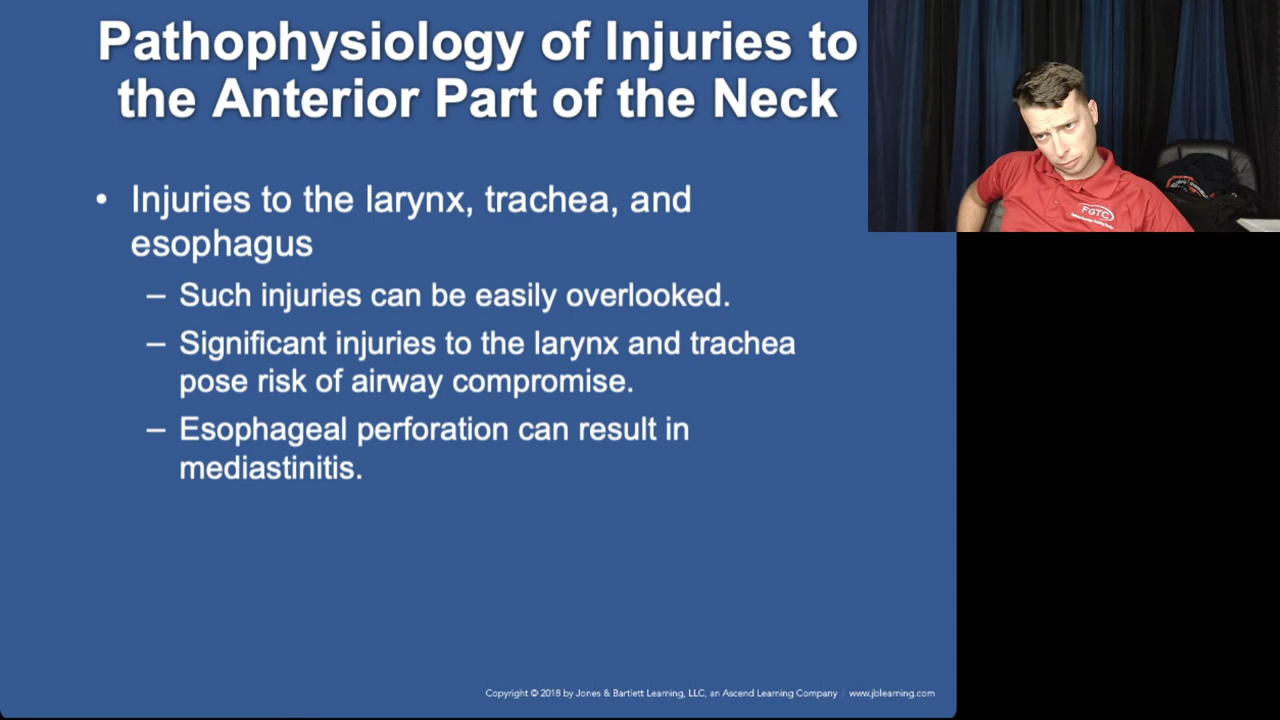 Pathophysiology of Injuries to
the Anterior Part of the Neck
• Injuries to the larynx, trachea, and
esophagus
– Such injuries can be easily overlooked.
– Significant injuries to the larynx and trachea
pose risk of airway compromise.
– Esophageal perforation can result in
mediastinitis.
Copyright © 2018 by Jones & Bartlett Learning, LLC, an Ascend Learning Company | www.jblearning.com
FGTC